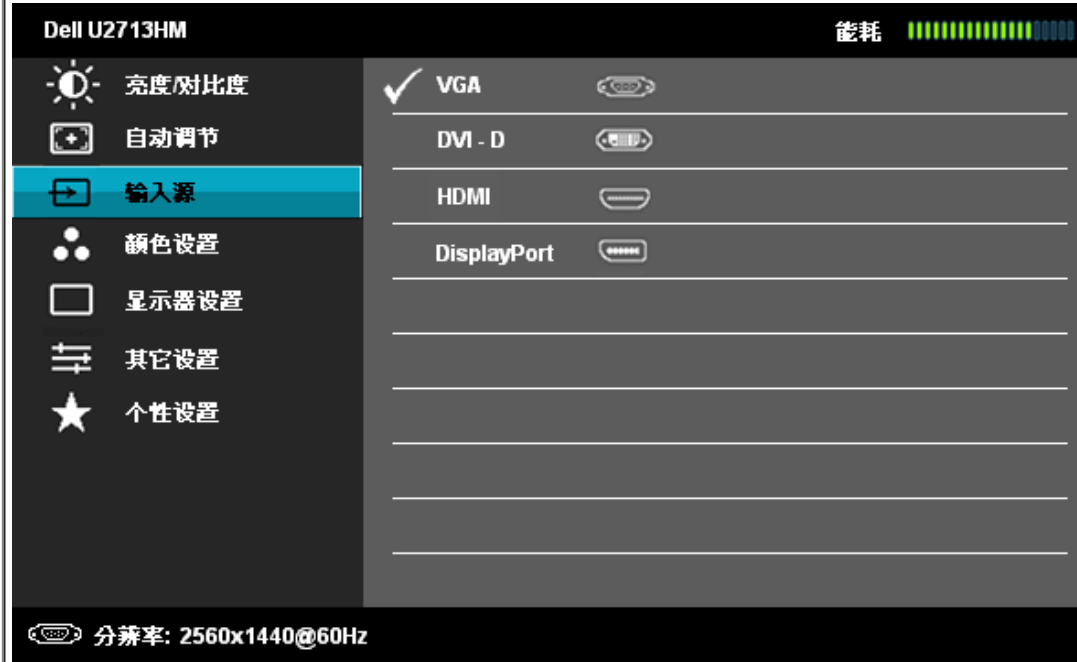 Dell U2713HM 能耗
亮度/对比度
自动调节
输入源
颜色设置
显示器设置
其它设置
个性设置
VGA
DVI - D
HDMI
DisplayPort
分辨率: 2560x1440@60Hz